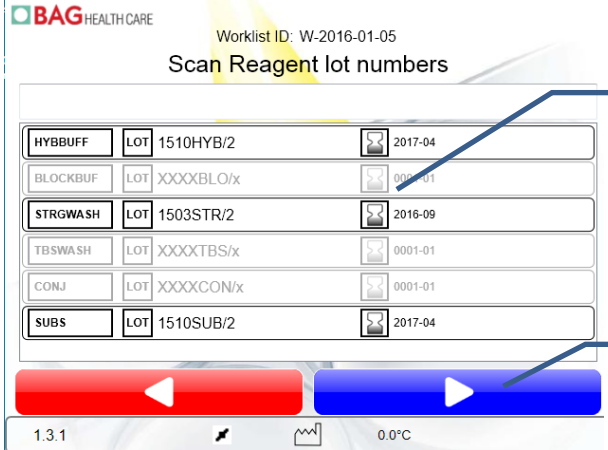 BAG HEALTH CARE
Worklist ID: W-2016-01-05
Scan Reagent lot numbers
HYBBUFF LOT 1510HYB/2 2017-04
BLOCKBUF LOT XXXXBLO/x 0001-01
STRGWASH LOT 1503STR/2 2016-09
TBSWASH LOT XXXXTBS/x 0001-01
CONJ LOT XXXXCON/x 0001-01
SUBS LOT 1510SUB/2 2017-04
1.3.1 0.0°C